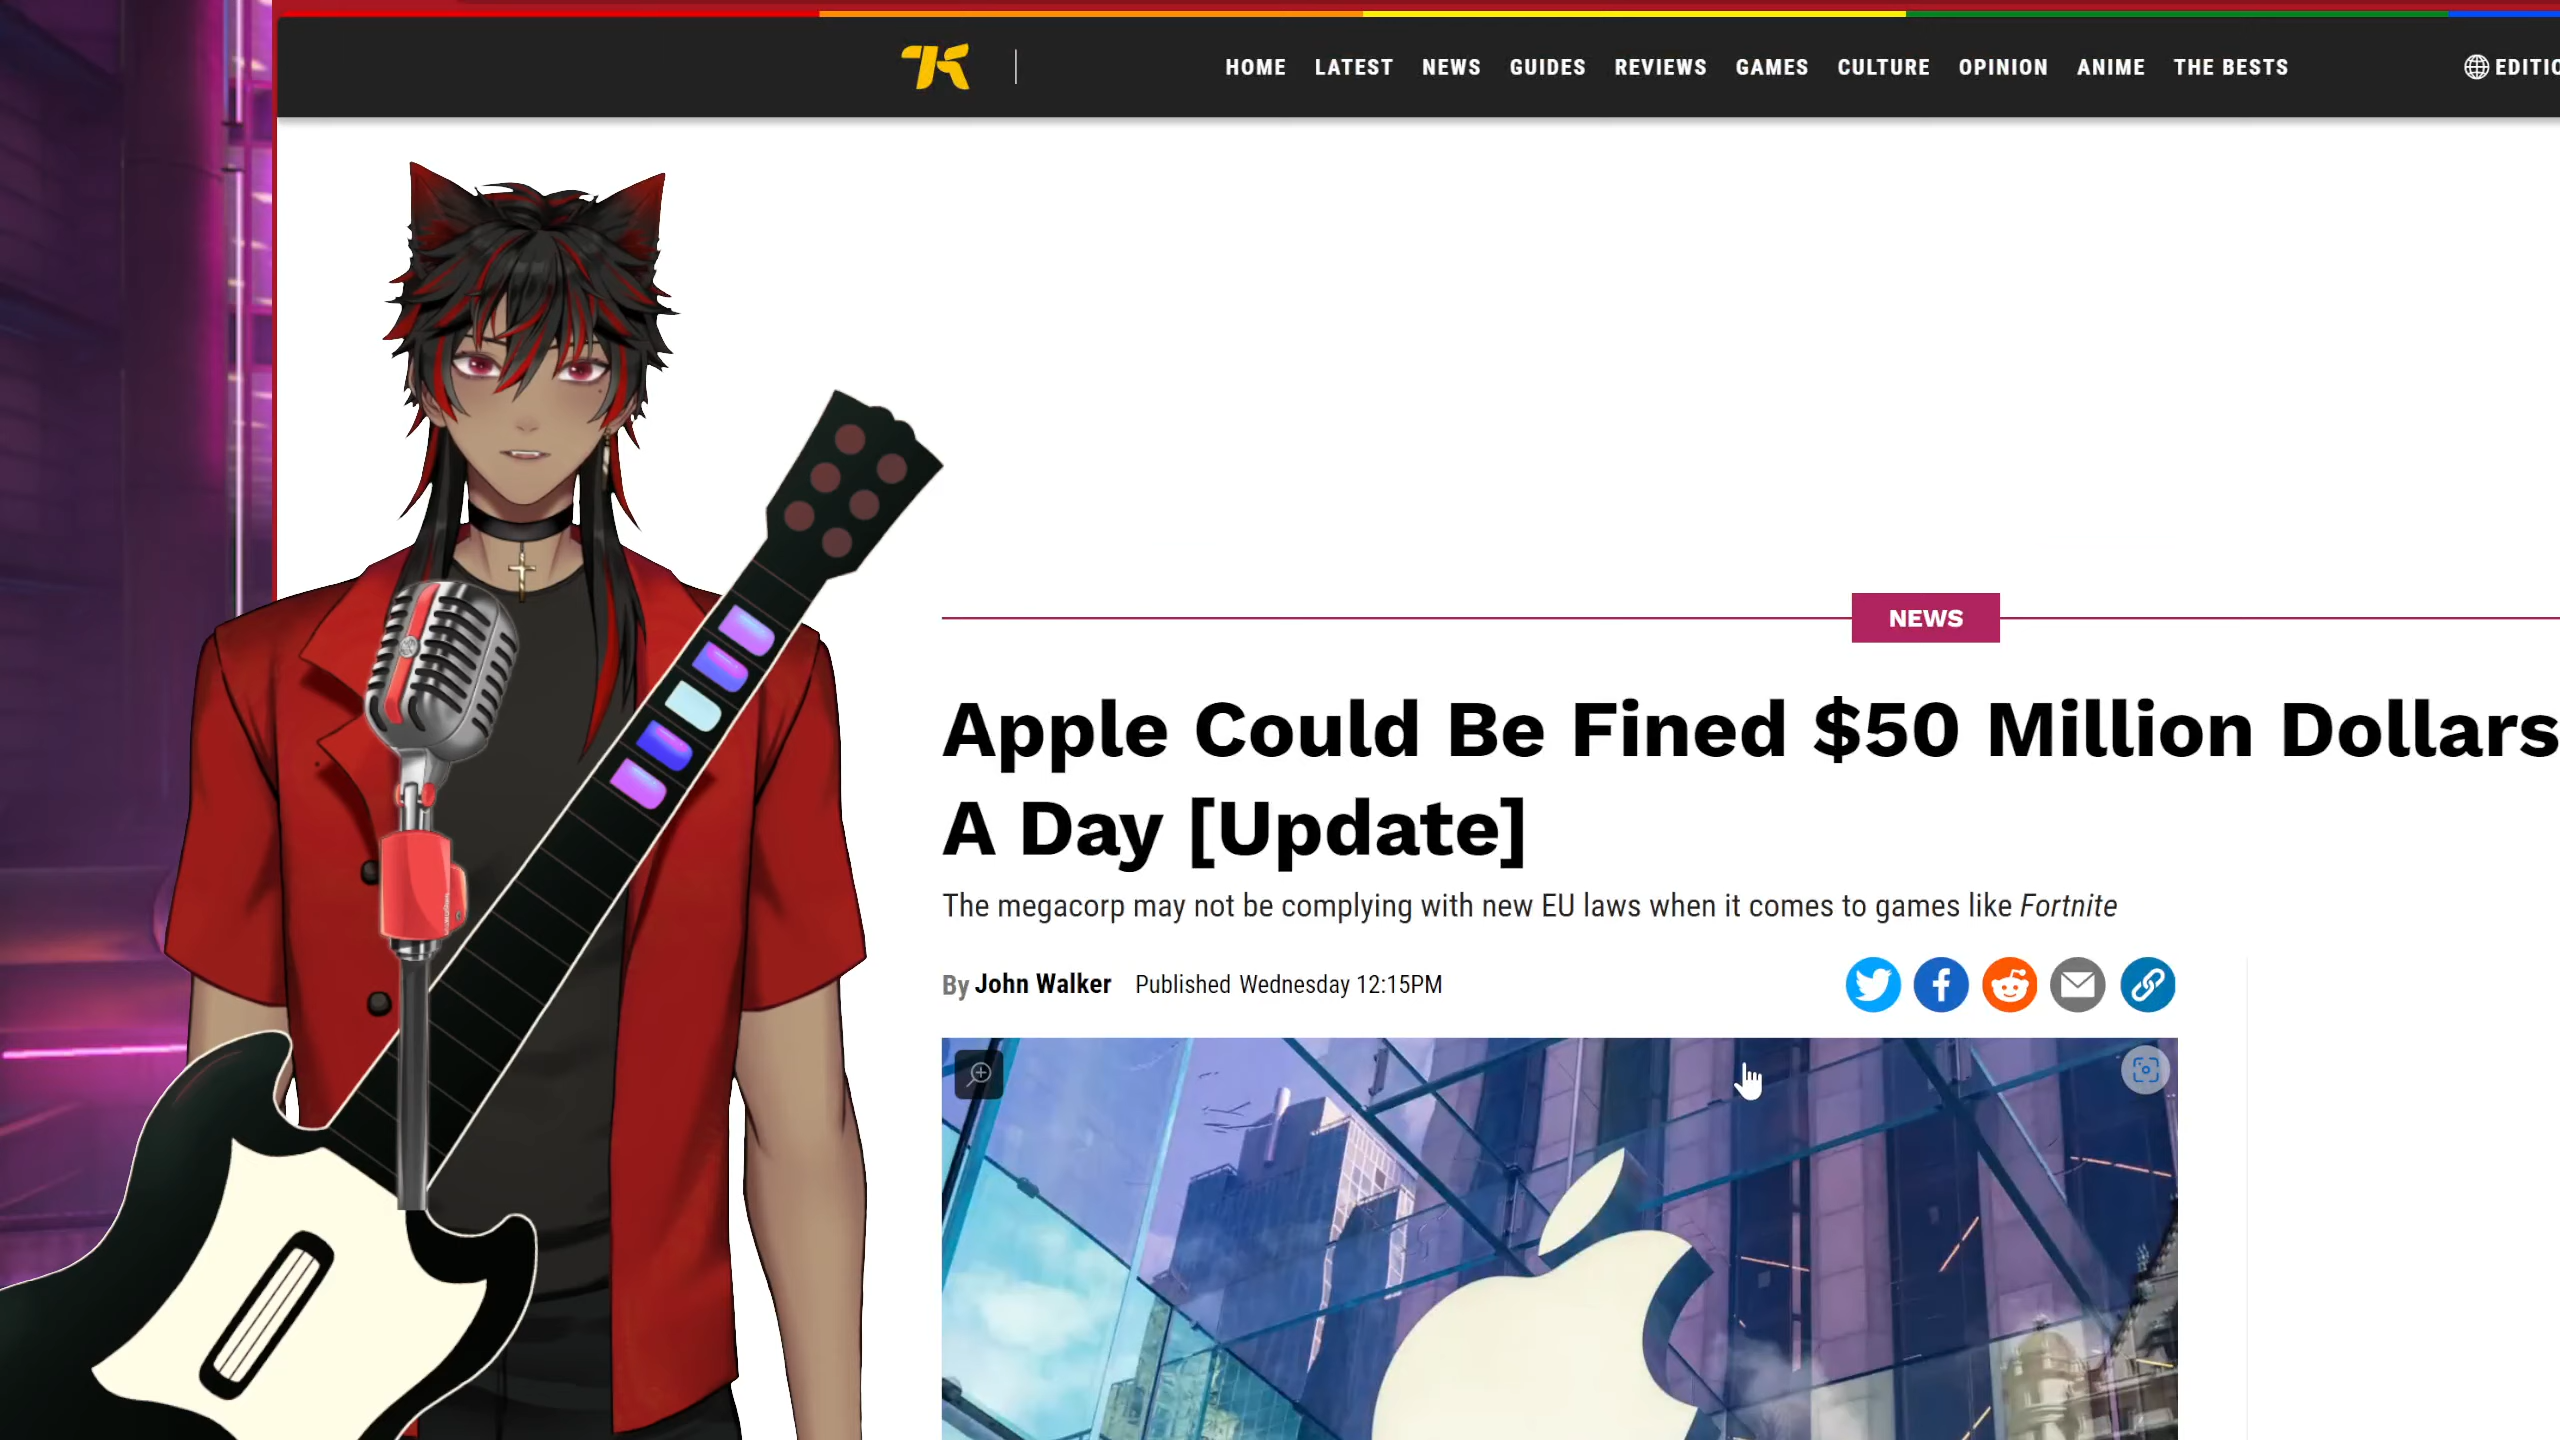 HOME LATEST NEWS GUIDES REVIEWS GAMES CULTURE OPINION ANIME THE BESTS EDITIO
NEWS
Apple Could Be Fined $50 Million Dollars
A Day [Update]
The megacorp may not be complying with new EU laws when it comes to games like Fortnite
By John Walker Published Wednesday 12:15PM